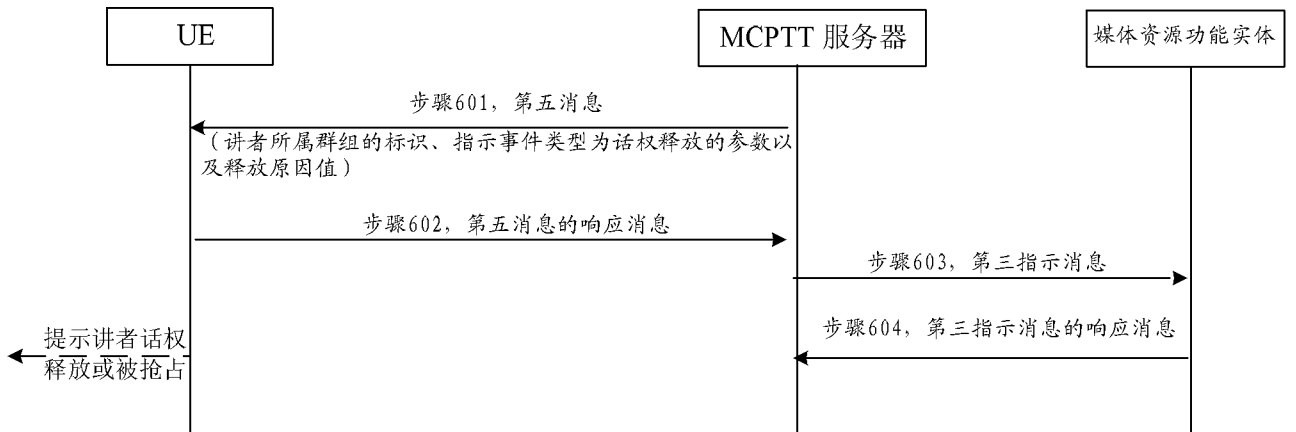 UE
MCPTT 服务器
媒体资源功能实体
步骤601，第五消息
（讲者所属群组的标识、指示事件类型为话权释放的参数以
及释放原因值）
步骤602，第五消息的响应消息
步骤603，第三指示消息
步骤604，第三指示消息的响应消息
提示讲者话权
释放或被抢占